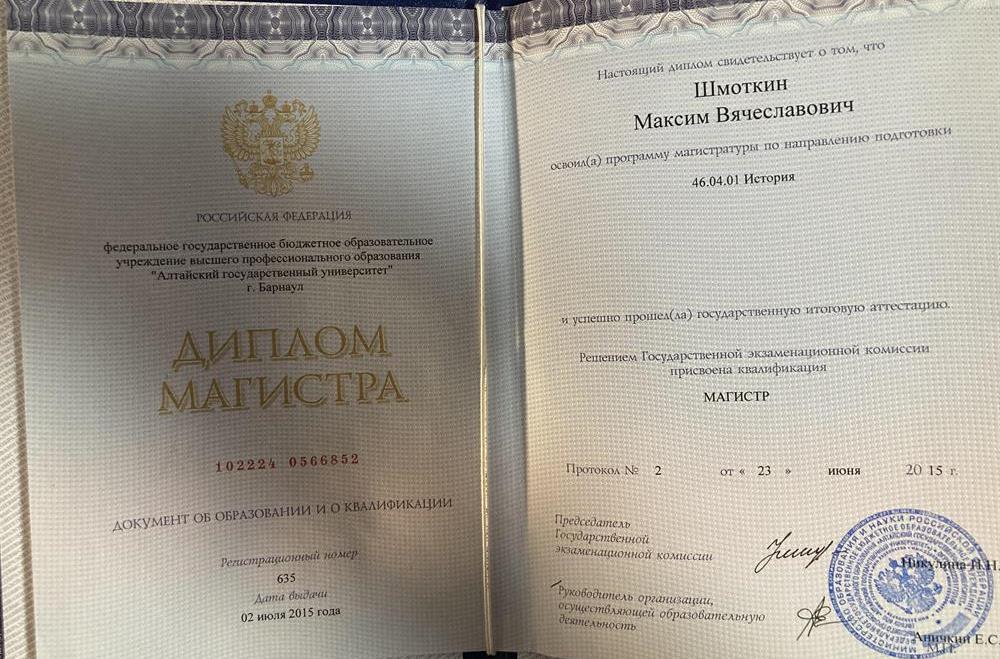 РОССИЙСКАЯ ФЕДЕРАЦИЯ
федеральное государственное бюджетное образовательное
учреждение высшего профессионального образования
"Алтайский государственный университет"
г. Барнаул
ДИПЛОМ
МАГИСТРА
102224 0566852
ДОКУМЕНТ ОБ ОБРАЗОВАНИИ И О КВАЛИФИКАЦИИ
Регистрационный номер
635
Дата выдачи
02 июля 2015 года
Настоящий диплом свидетельствует о том, что
Шмоткин
Максим Вячеславович
освоил(а) программу магистратуры по направлению подготовки
46.04.01 История
и успешно прошел(ла) государственную итоговую аттестацию.
Решением Государственной экзаменационной комиссии
присвоена квалификация
МАГИСТР
Протокол № 2 от « 23 » июня 20 15 г.
Председатель
Государственной
экзаменационной комиссии
Никулина И.Н.
Руководитель организации,
осуществляющей образовательную
деятельность
Аничкин Е.С.
М.П.